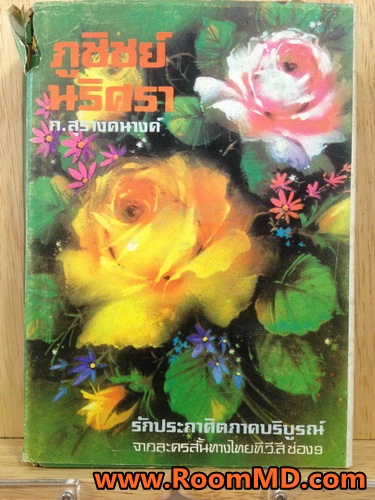 ภูชิชย์
นริศรา
ก.สุรางคนางค์
รักประกาศิตภาคบริบูรณ์
จากละครสั้นทางไทยทีวีสีช่อง๙
www.RoomMD.com